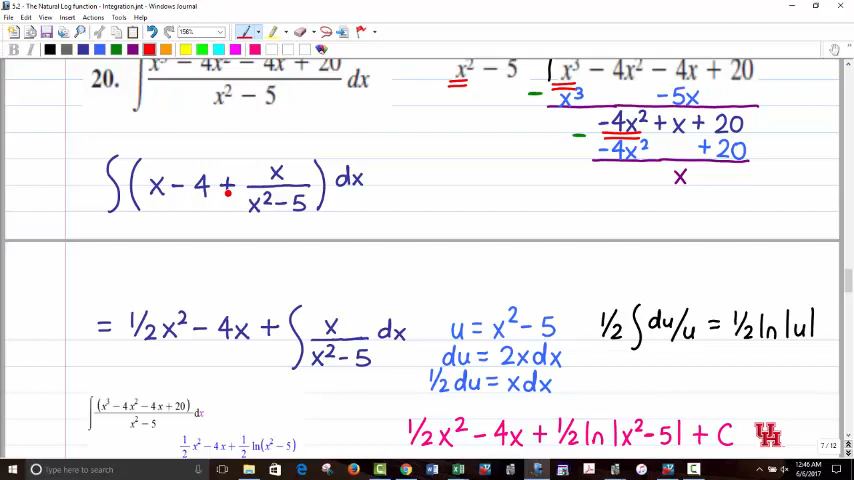 5.2 - The Natural Log function - Integration.jnt - Windows Journal
File Edit View Insert Actions Tools Help
156%
B I
20. ∫ x³ − 4x² − 4x + 20 / x² − 5 dx
x² − 5 x³ − 4x² − 4x + 20
− x³ −5x
−4x² + x + 20
− −4x² + 20
x
∫ ( x − 4 + x / x² − 5 ) dx
= 1/2 x² − 4x + ∫ x / x² − 5 dx
u = x² − 5
du = 2x dx
1/2 du = x dx
1/2 ∫ du/u = 1/2 ln |u|
∫ (x³ − 4x² − 4x + 20) / x² − 5 dx
1/2 x² − 4x + 1/2 ln(x² − 5)
1/2 x² − 4x + 1/2 ln |x² − 5| + C
7 / 12
Type here to search
12:46 AM
6/6/2017